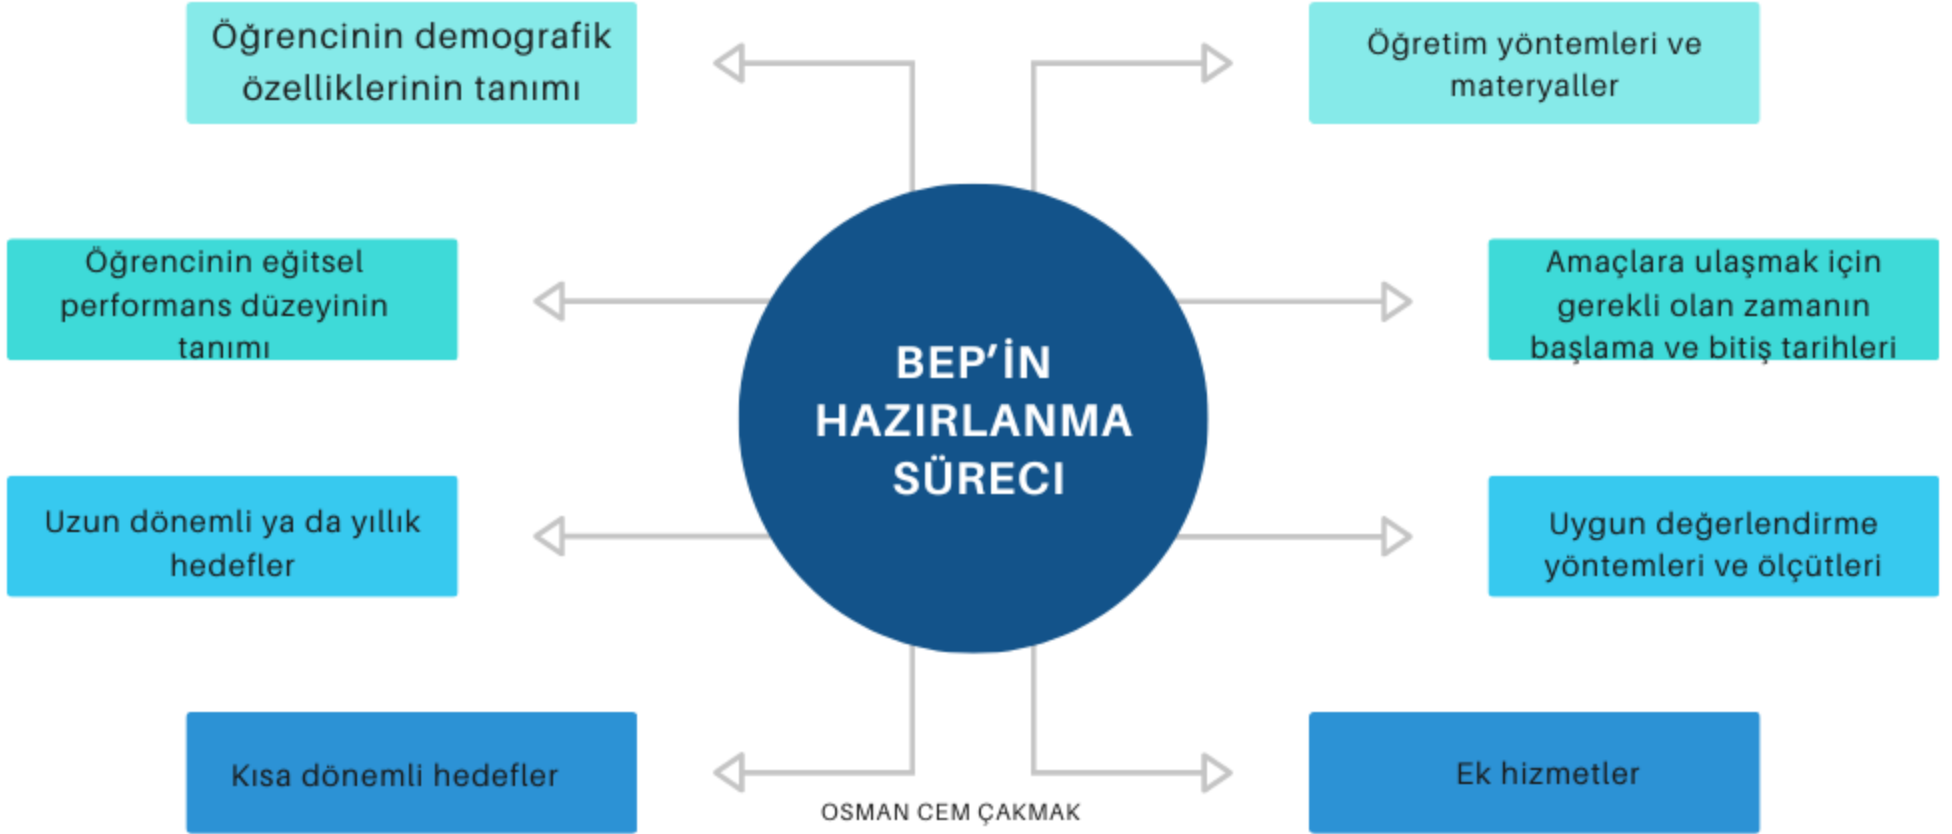 Öğrencinin demografik
özelliklerinin tanımı
Öğretim yöntemleri ve
materyaller
Öğrencinin eğitsel
performans düzeyinin
tanımı
Amaçlara ulaşmak için
gerekli olan zamanın
başlama ve bitiş tarihleri
BEP’İN
HAZIRLANMA
SÜRECI
Uzun dönemli ya da yıllık
hedefler
Uygun değerlendirme
yöntemleri ve ölçütleri
Kısa dönemli hedefler
Ek hizmetler
OSMAN CEM ÇAKMAK